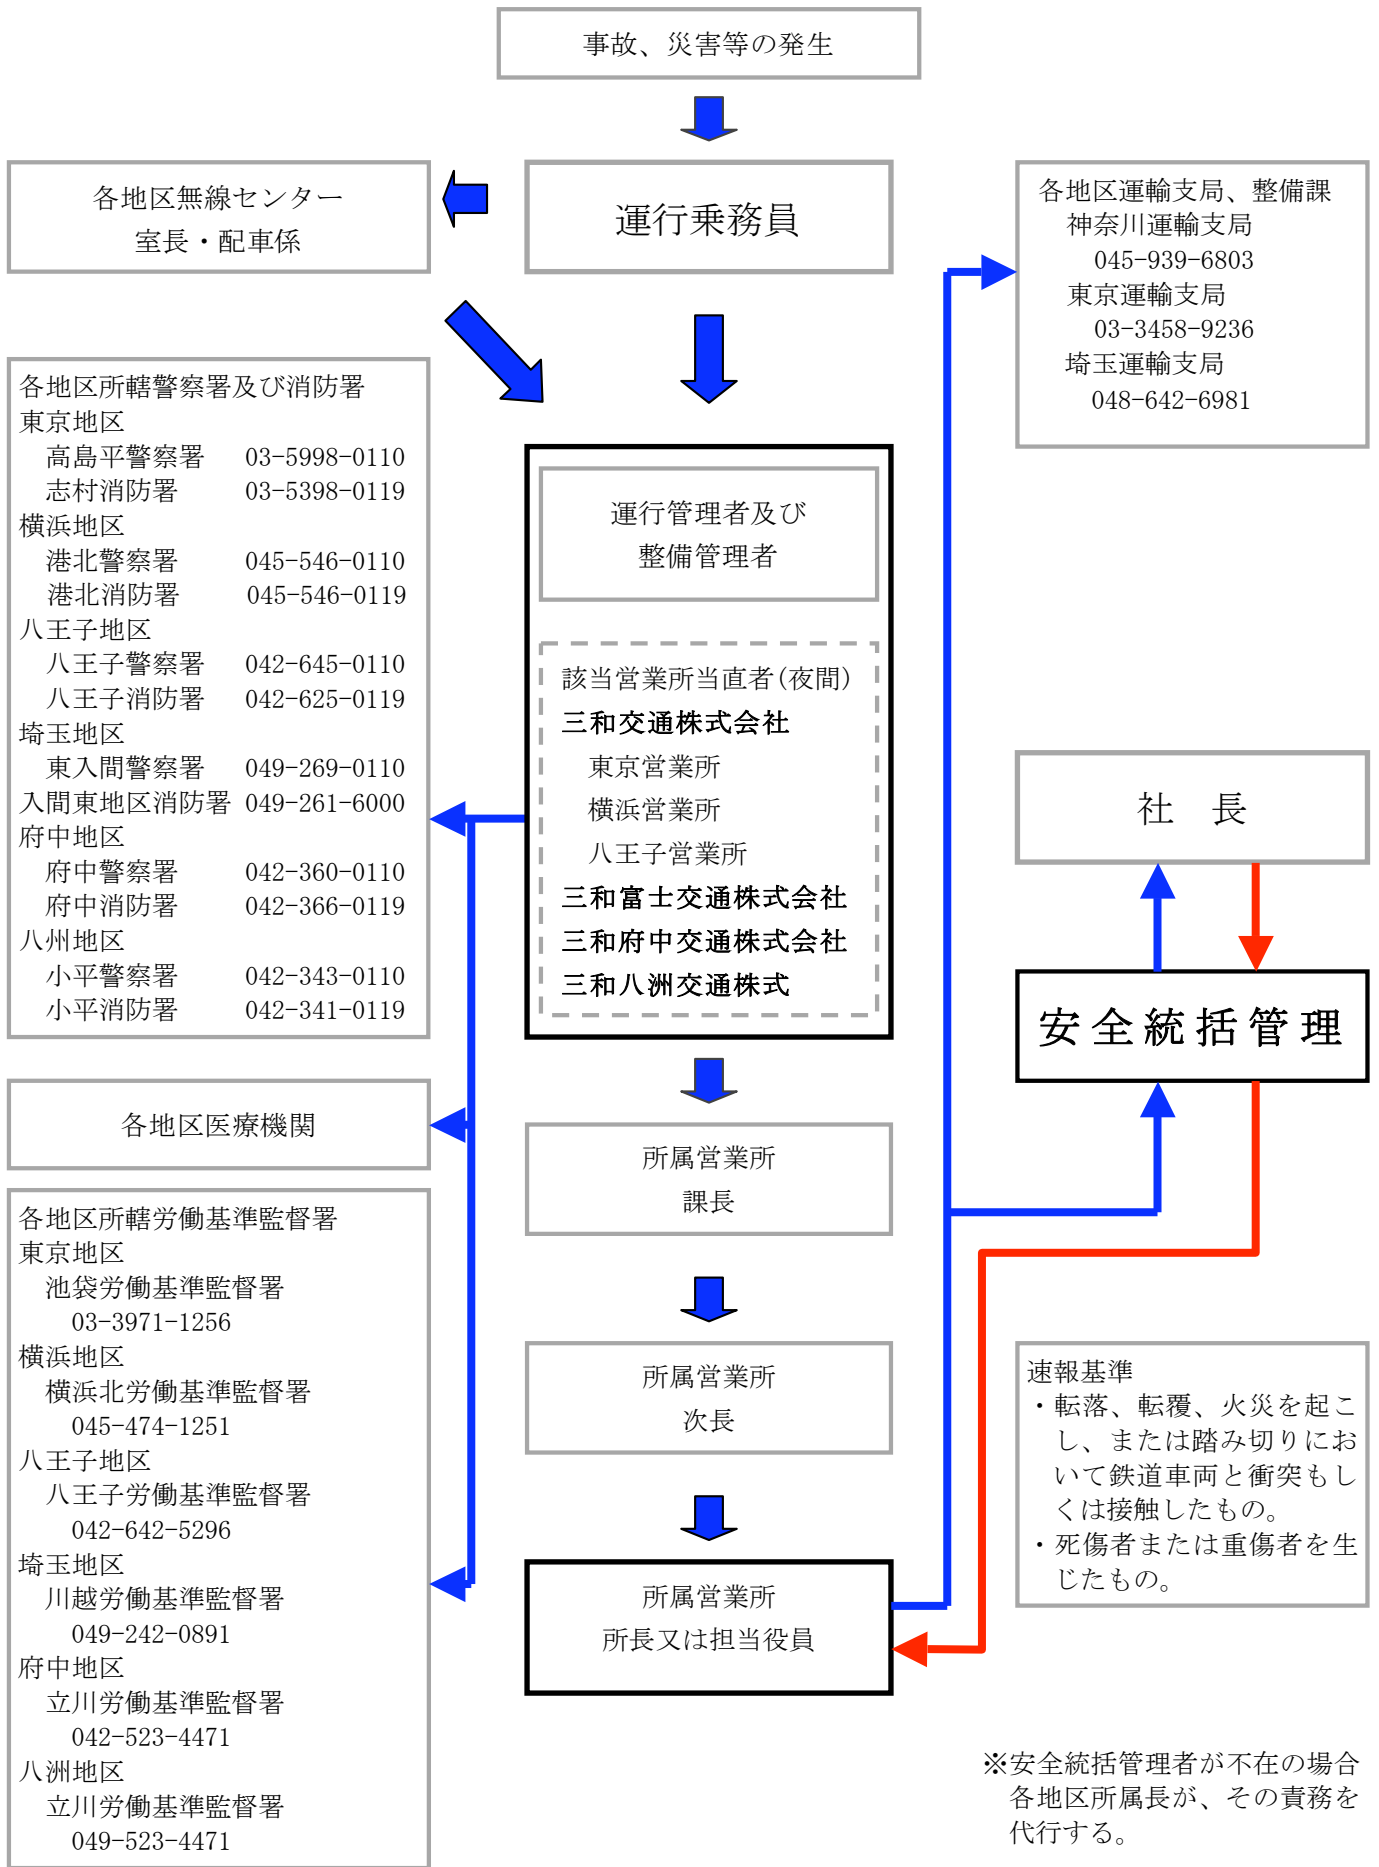 事故、災害等の発生
各地区無線センター
室長・配車係
運行乗務員
各地区運輸支局、整備課
神奈川運輸支局
045-939-6803
東京運輸支局
03-3458-9236
埼玉運輸支局
048-642-6981
各地区所轄警察署及び消防署
東京地区
高島平警察署 03-5998-0110
志村消防署 03-5398-0119
横浜地区
港北警察署 045-546-0110
港北消防署 045-546-0119
八王子地区
八王子警察署 042-645-0110
八王子消防署 042-625-0119
埼玉地区
東入間警察署 049-269-0110
入間東地区消防署 049-261-6000
府中地区
府中警察署 042-360-0110
府中消防署 042-366-0119
八州地区
小平警察署 042-343-0110
小平消防署 042-341-0119
運行管理者及び
整備管理者
該当営業所当直者(夜間)
三和交通株式会社
東京営業所
横浜営業所
八王子営業所
三和富士交通株式会社
三和府中交通株式会社
三和八洲交通株式
社 長
安全統括管理
各地区医療機関
所属営業所
課長
各地区所轄労働基準監督署
東京地区
池袋労働基準監督署
03-3971-1256
横浜地区
横浜北労働基準監督署
045-474-1251
八王子地区
八王子労働基準監督署
042-642-5296
埼玉地区
川越労働基準監督署
049-242-0891
府中地区
立川労働基準監督署
042-523-4471
八洲地区
立川労働基準監督署
049-523-4471
所属営業所
次長
所属営業所
所長又は担当役員
速報基準
・転落、転覆、火災を起こ
し、または踏み切りにお
いて鉄道車両と衝突もし
くは接触したもの。
・死傷者または重傷者を生
じたもの。
※安全統括管理者が不在の場合
各地区所属長が、その責務を
代行する。